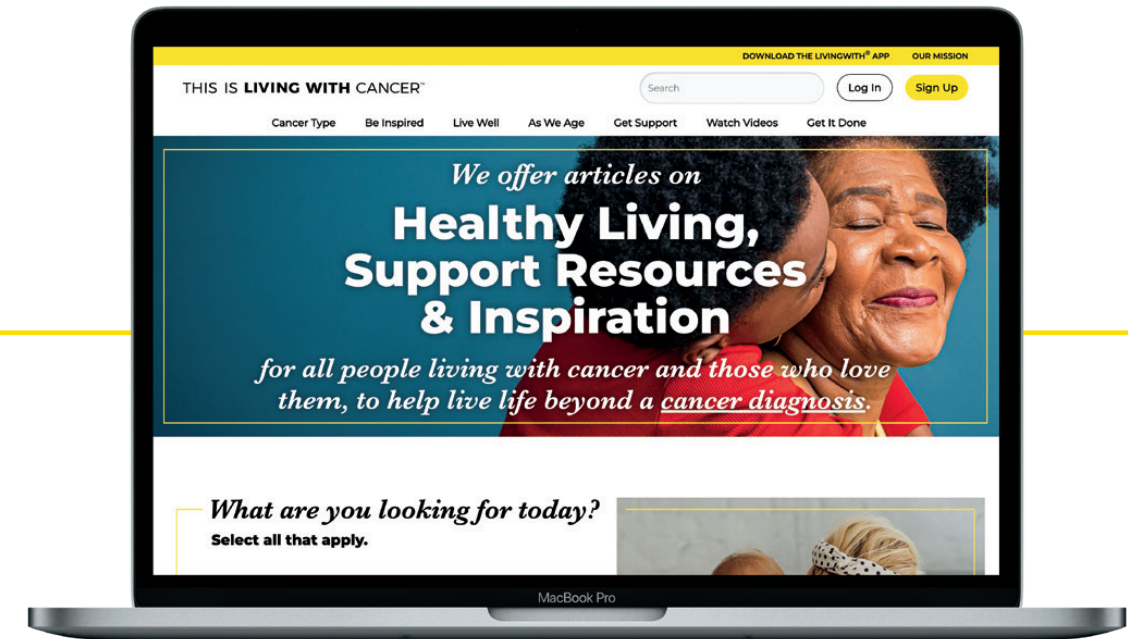 DOWNLOAD THE LIVINGWITH® APP OUR MISSION
THIS IS LIVING WITH CANCER™
Search
Log In
Sign Up
Cancer Type Be Inspired Live Well As We Age Get Support Watch Videos Get It Done
We offer articles on
Healthy Living,
Support Resources
& Inspiration
for all people living with cancer and those who love
them, to help live life beyond a cancer diagnosis.
What are you looking for today?
Select all that apply.
MacBook Pro